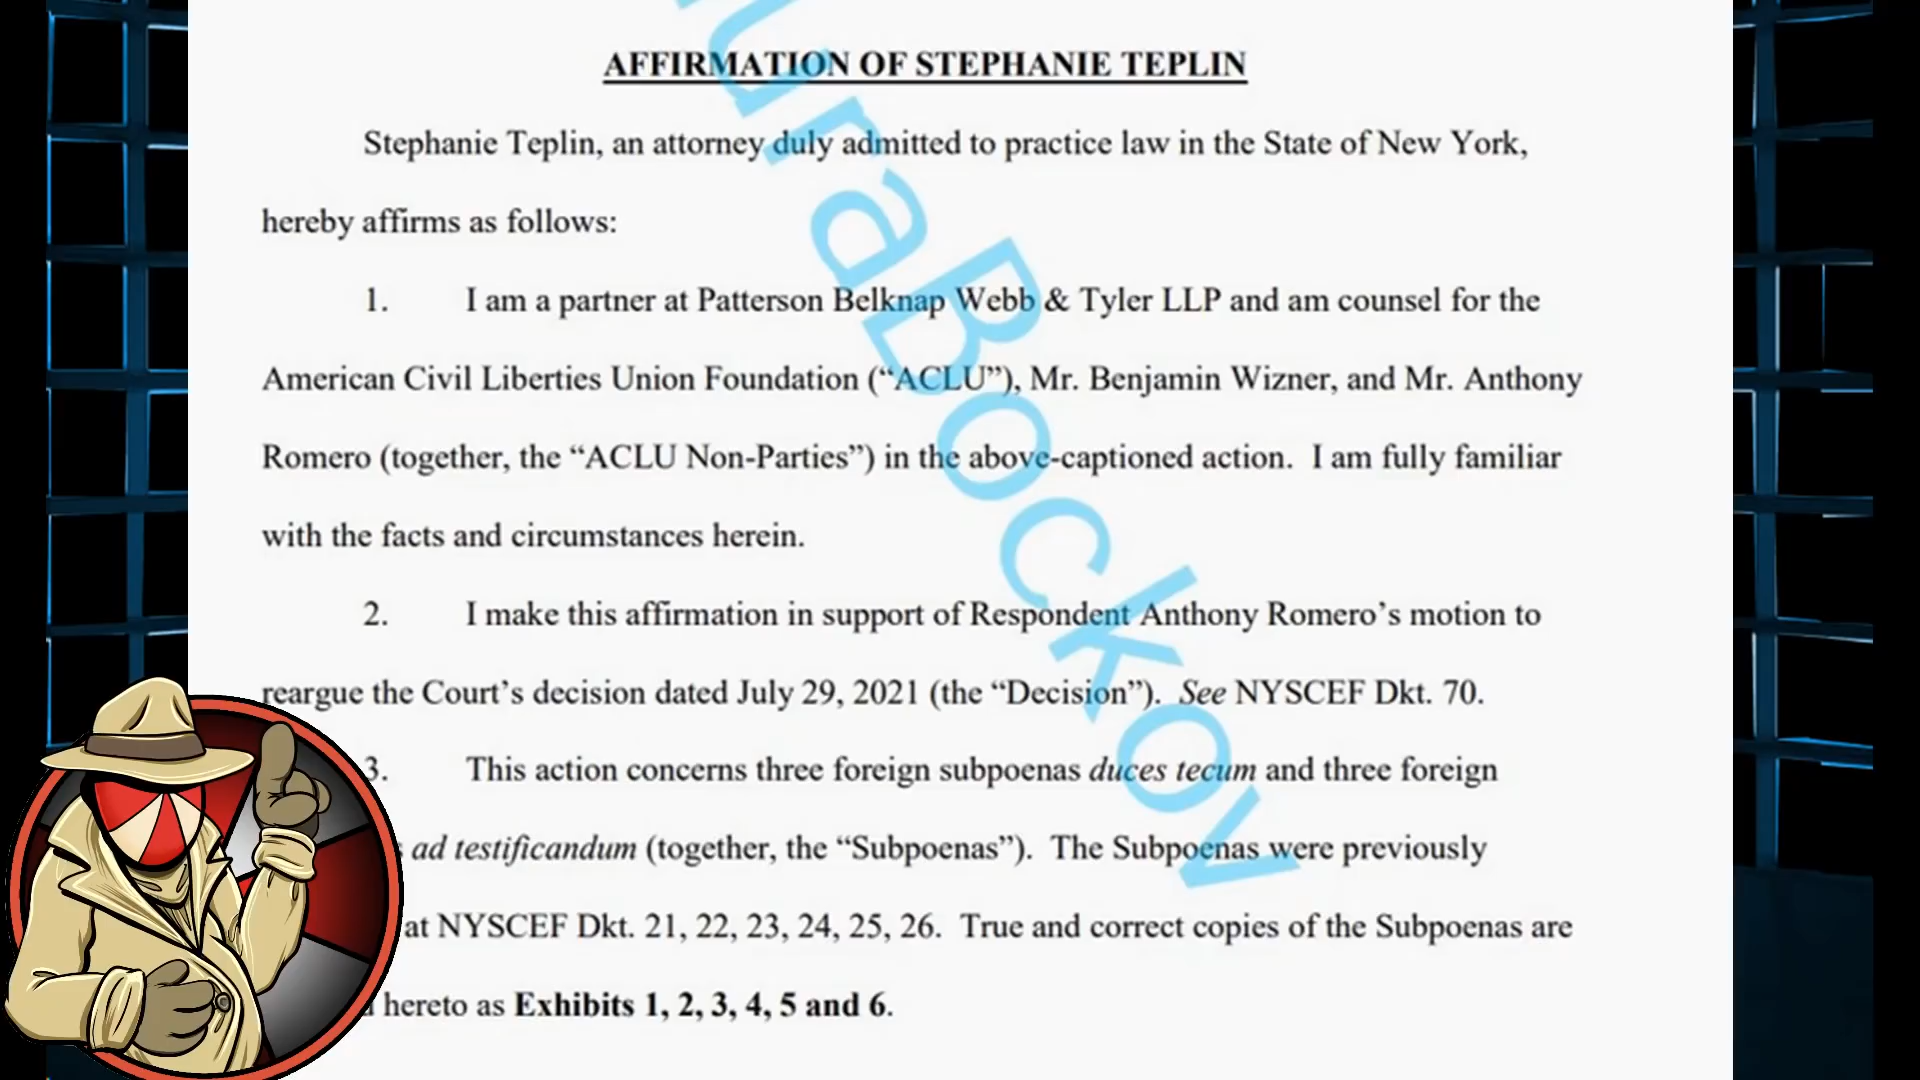 AFFIRMATION OF STEPHANIE TEPLIN
Stephanie Teplin, an attorney duly admitted to practice law in the State of New York,
hereby affirms as follows:
1. I am a partner at Patterson Belknap Webb & Tyler LLP and am counsel for the
American Civil Liberties Union Foundation (“ACLU”), Mr. Benjamin Wizner, and Mr. Anthony
Romero (together, the “ACLU Non-Parties”) in the above-captioned action. I am fully familiar
with the facts and circumstances herein.
2. I make this affirmation in support of Respondent Anthony Romero’s motion to
reargue the Court’s decision dated July 29, 2021 (the “Decision”). See NYSCEF Dkt. 70.
3. This action concerns three foreign subpoenas duces tecum and three foreign
ad testificandum (together, the “Subpoenas”). The Subpoenas were previously
at NYSCEF Dkt. 21, 22, 23, 24, 25, 26. True and correct copies of the Subpoenas are
hereto as Exhibits 1, 2, 3, 4, 5 and 6.
uraBockov